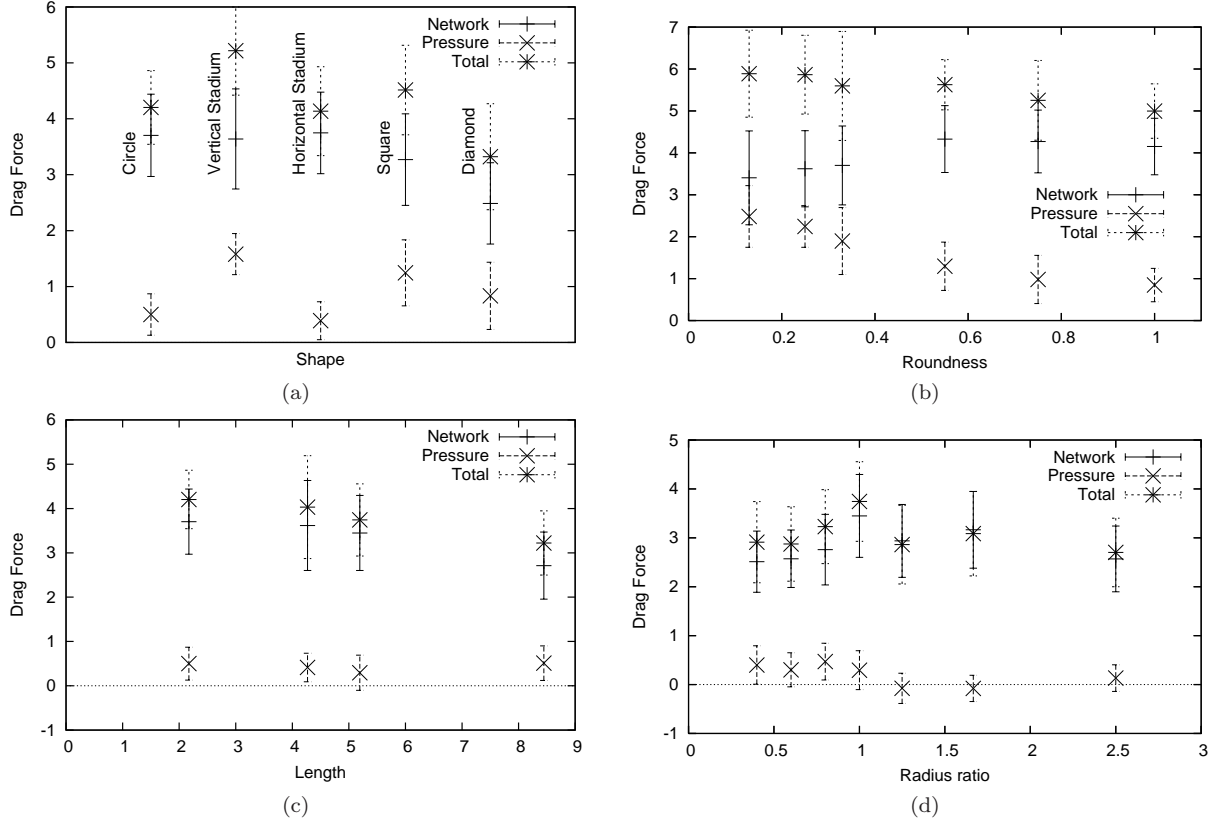 6
5
4
3
2
1
0
Drag Force
Circle
Vertical Stadium
Horizontal Stadium
Square
Diamond
Network
Pressure
Total
Shape
(a)
7
6
5
4
3
2
1
0
Drag Force
Network
Pressure
Total
0 0.2 0.4 0.6 0.8 1
Roundness
(b)
6
5
4
3
2
1
0
-1
Drag Force
Network
Pressure
Total
0 1 2 3 4 5 6 7 8 9
Length
(c)
5
4
3
2
1
0
-1
Drag Force
Network
Pressure
Total
0.5 1 1.5 2 2.5 3
Radius ratio
(d)